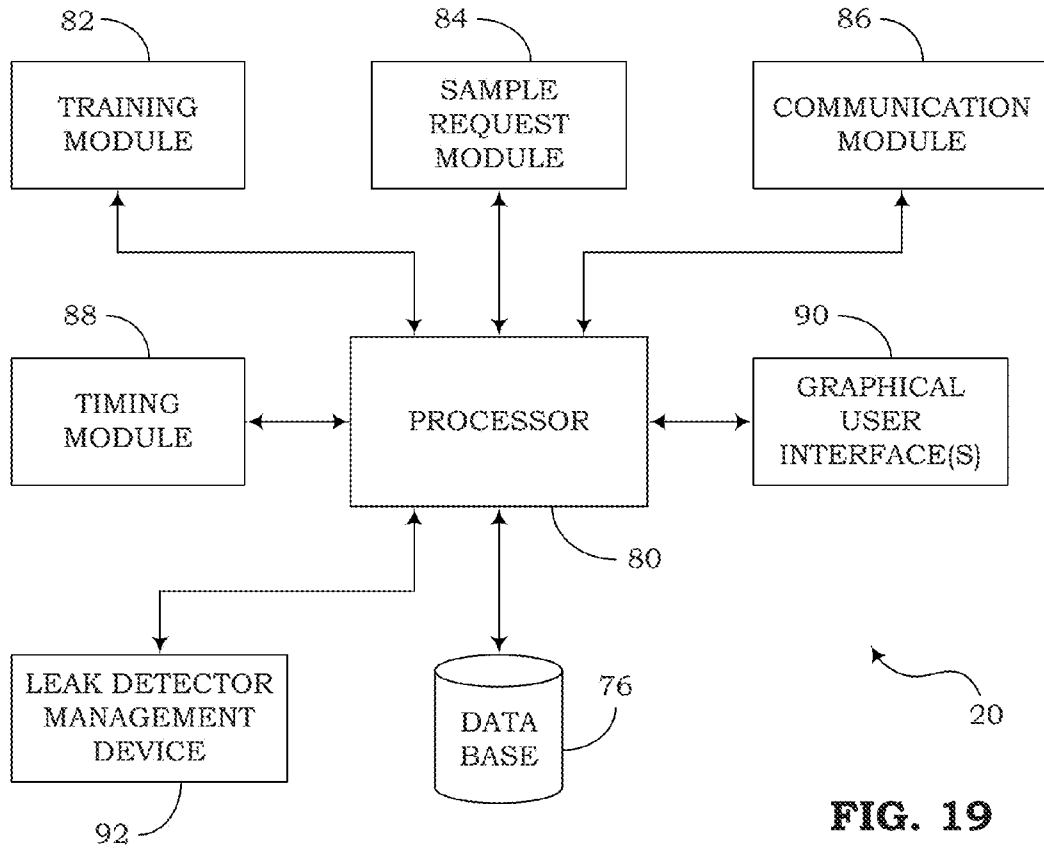 82
84
86
TRAINING
MODULE
SAMPLE
REQUEST
MODULE
COMMUNICATION
MODULE
88
90
TIMING
MODULE
PROCESSOR
GRAPHICAL
USER
INTERFACE(S)
80
LEAK DETECTOR
MANAGEMENT
DEVICE
DATA
BASE
76
20
92
FIG. 19